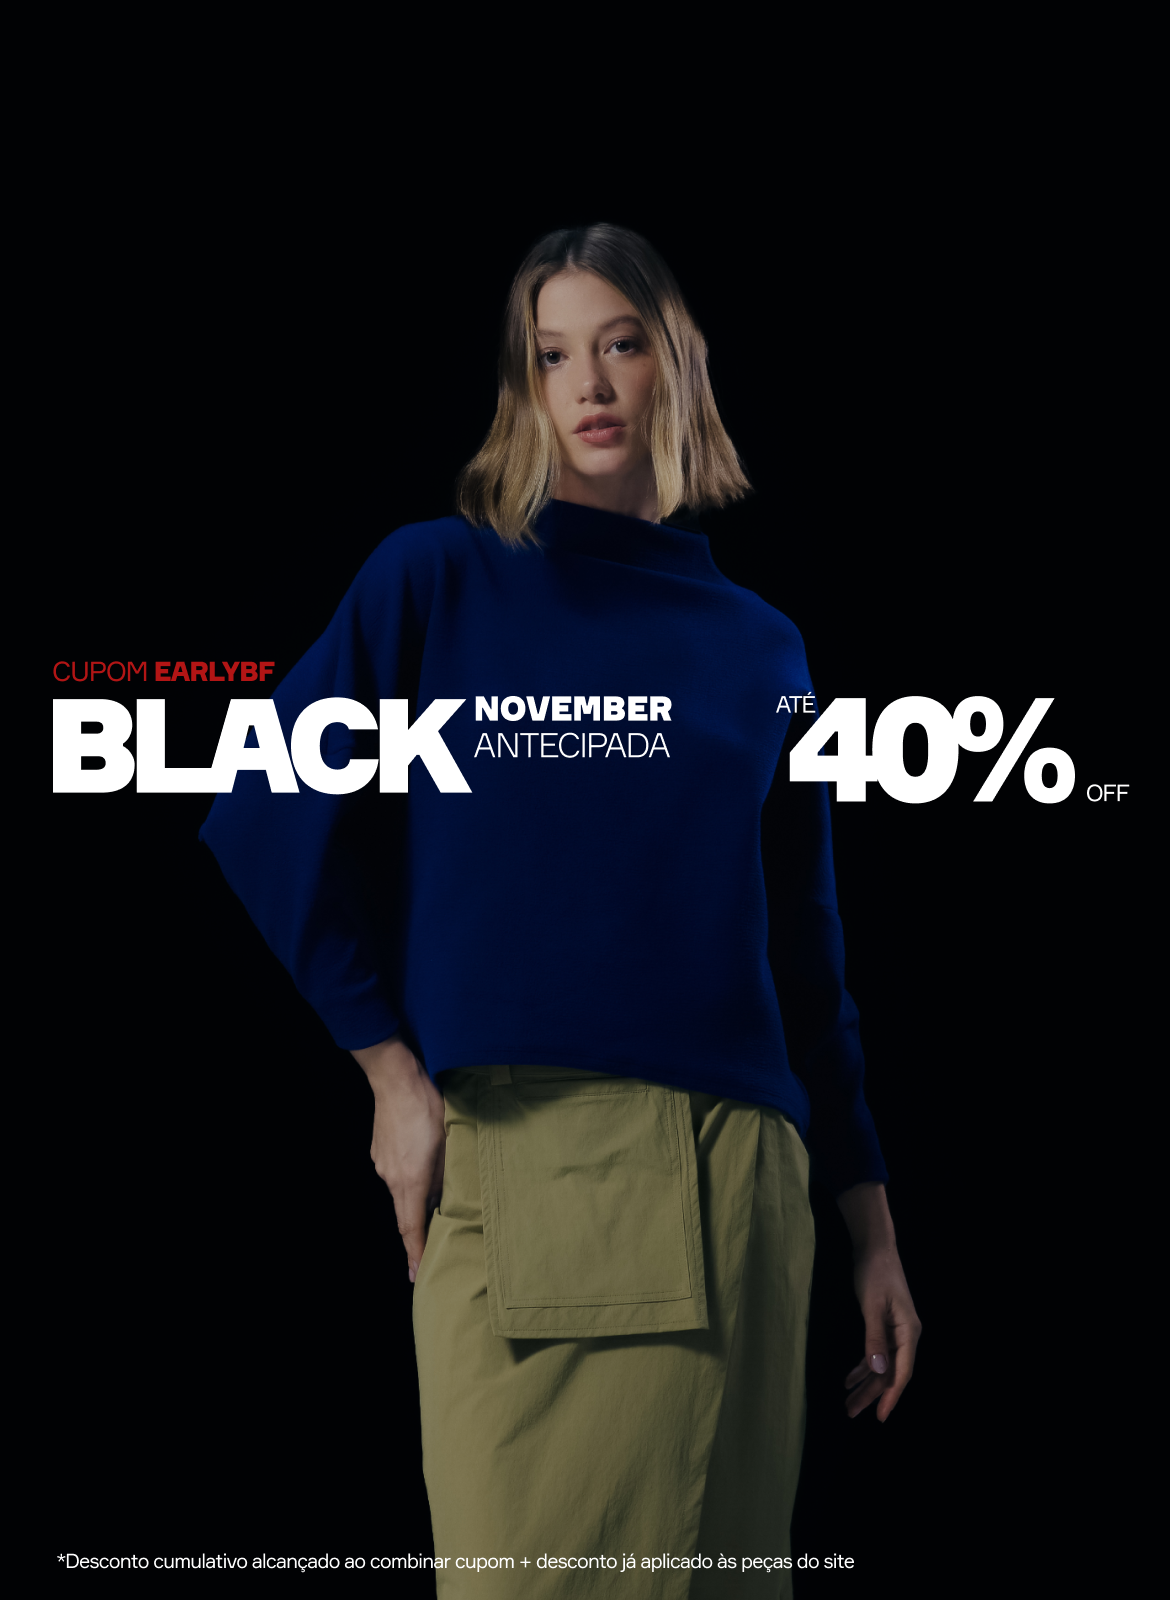 CUPOM EARLYBF
BLACK
NOVEMBER
ANTECIPADA
ATÉ
40%
OFF
*Desconto cumulativo alcançado ao combinar cupom + desconto já aplicado às peças do site